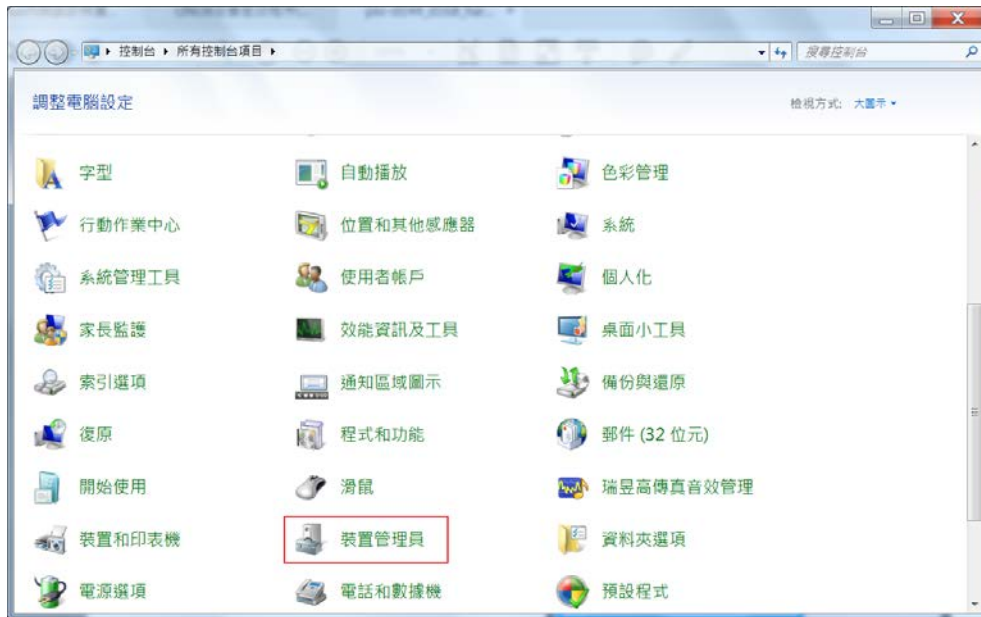 控制台 ▸ 所有控制台項目 ▸
搜尋控制台
調整電腦設定
檢視方式: 大圖示
字型 自動播放 色彩管理
行動作業中心 位置和其他感應器 系統
系統管理工具 使用者帳戶 個人化
家長監護 效能資訊及工具 桌面小工具
索引選項 通知區域圖示 備份與還原
復原 程式和功能 郵件 (32 位元)
開始使用 滑鼠 瑞昱高傳真音效管理
裝置和印表機 裝置管理員 資料夾選項
電源選項 電話和數據機 預設程式